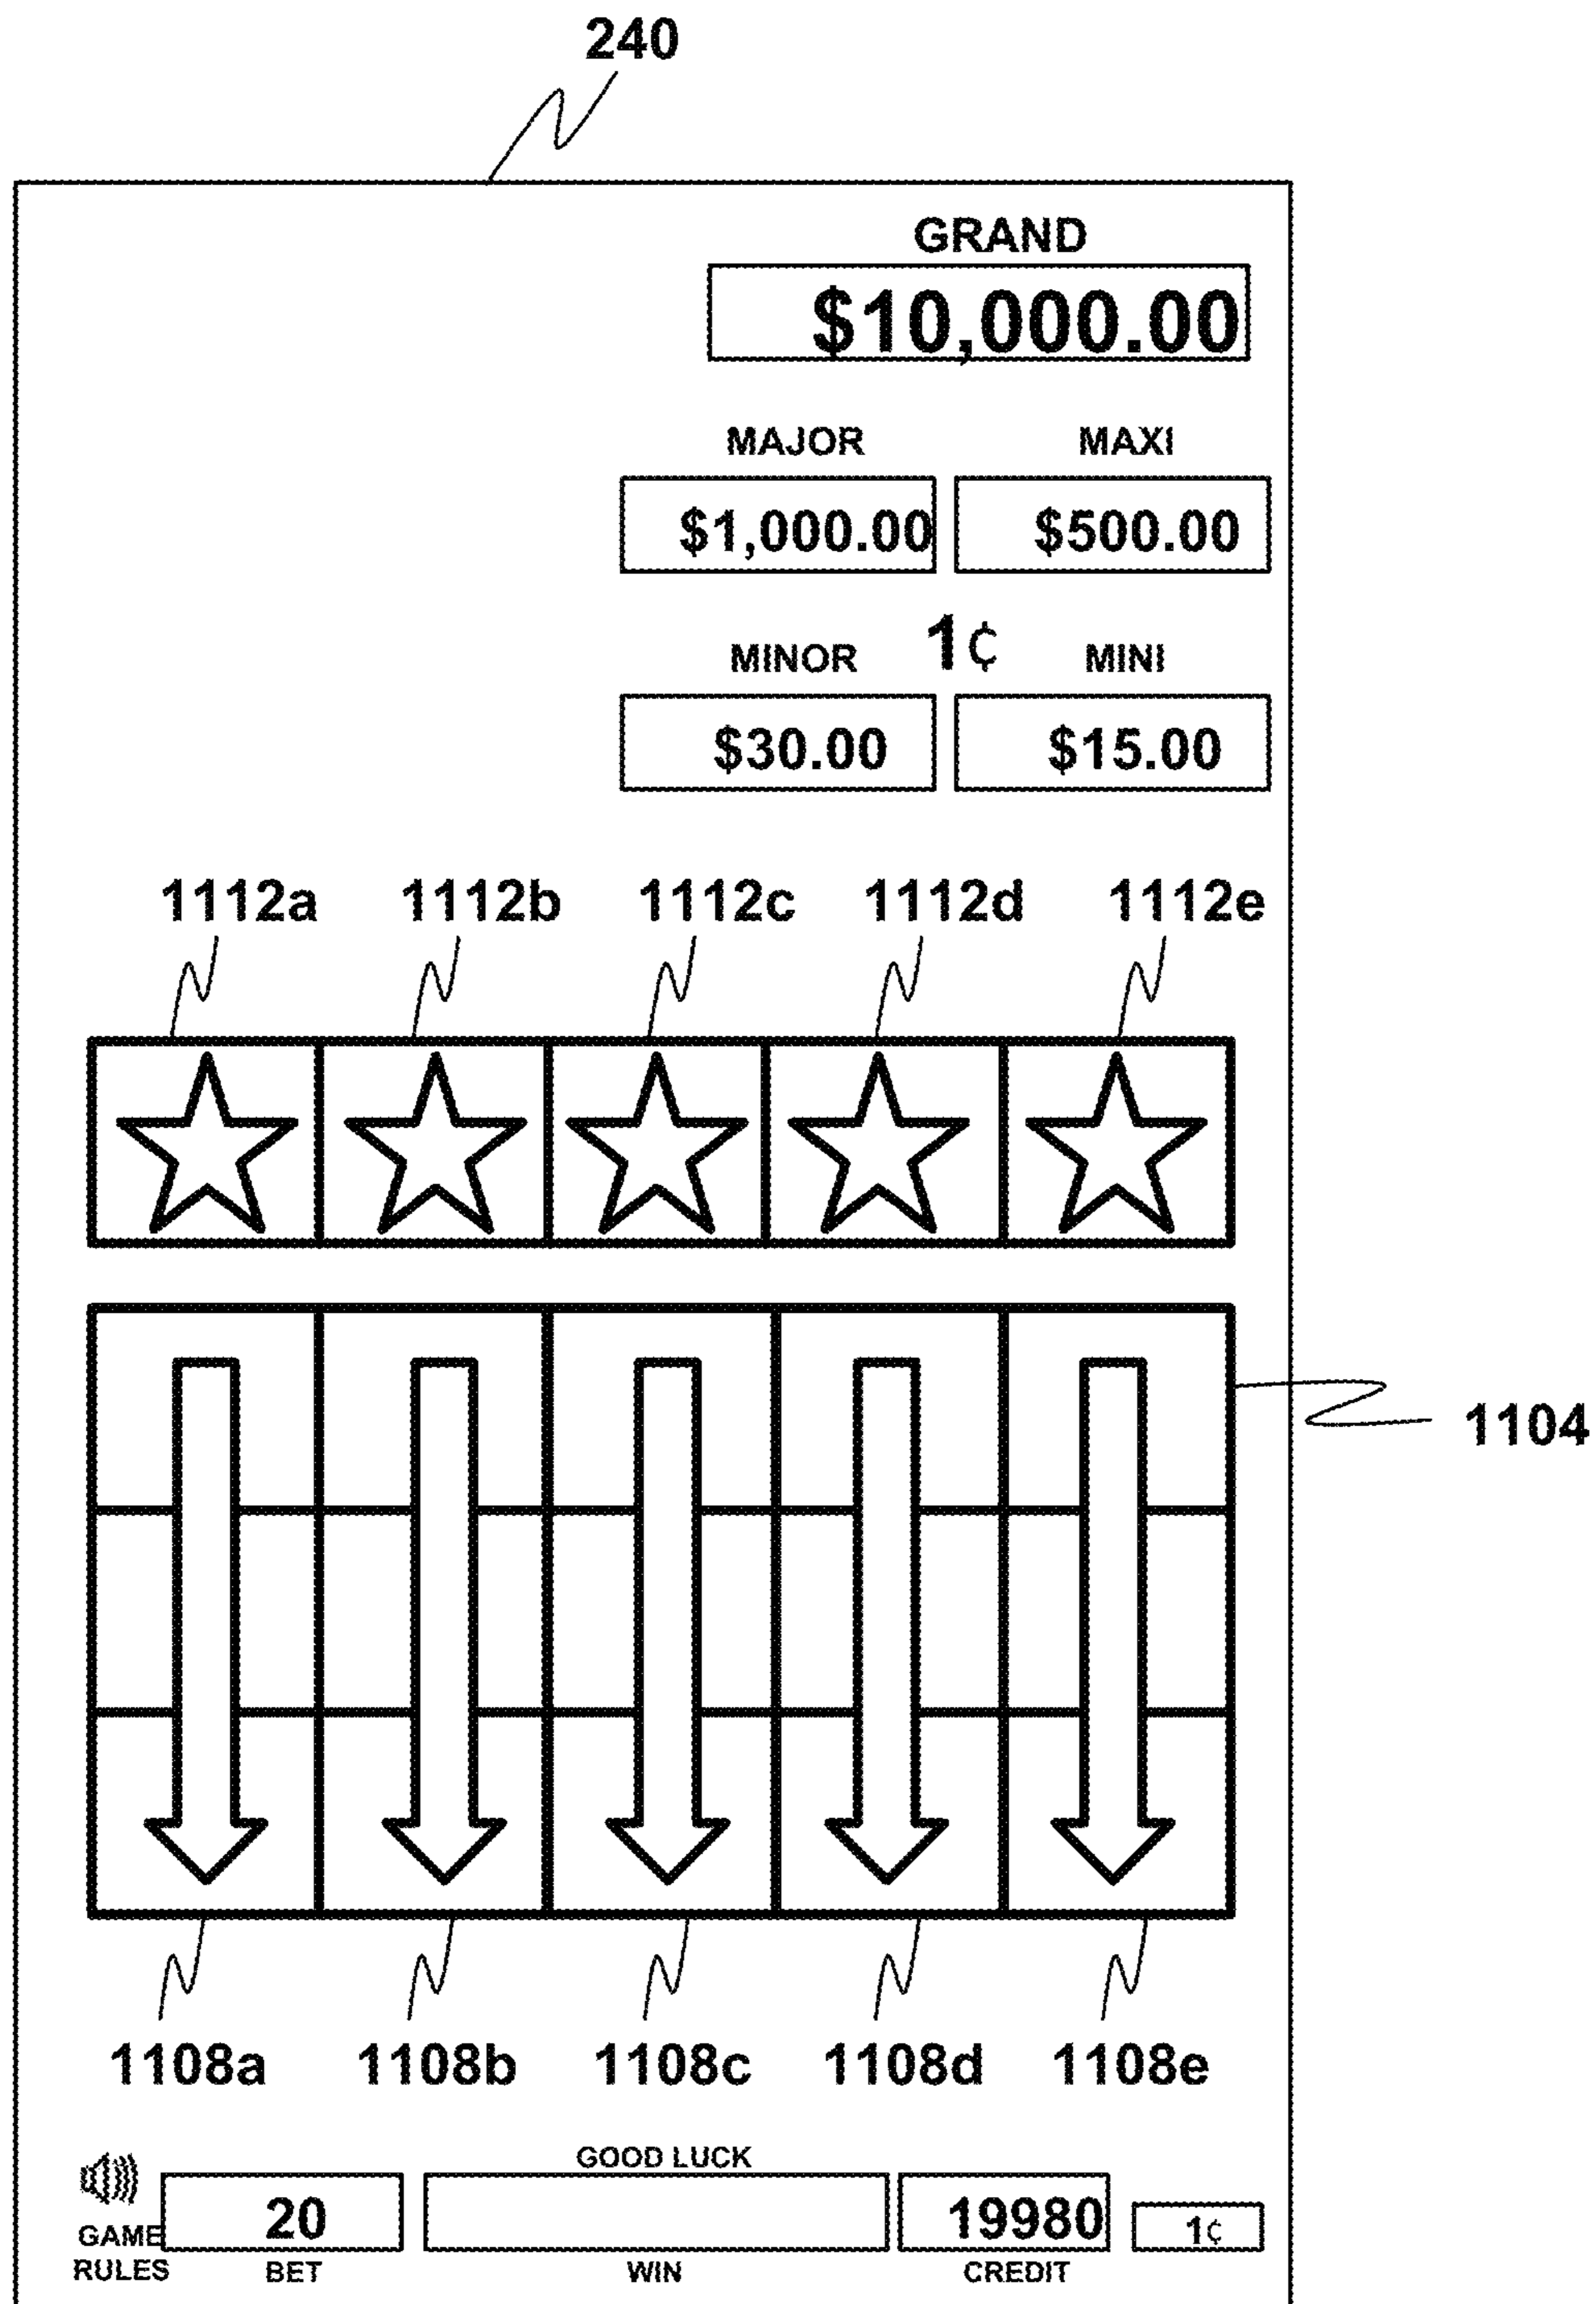 240
GRAND
$10,000.00
MAJOR MAXI
$1,000.00 $500.00
MINOR 1¢ MINI
$30.00 $15.00
1112a 1112b 1112c 1112d 1112e
1104
1108a 1108b 1108c 1108d 1108e
GOOD LUCK
20 19980 1¢
GAME
RULES BET WIN CREDIT